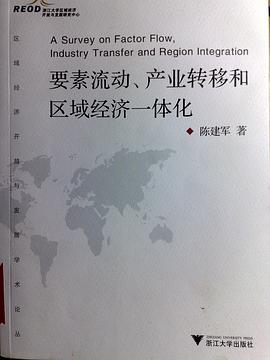 REOD
浙江大学区域经济
开放与发展研究中心
A Survey on Factor Flow,
Industry Transfer and Region Integration
要素流动、产业转移和
区域经济一体化
陈建军 著
区域经济开放与发展学术论丛
浙江大学出版社
ZHEJIANG UNIVERSITY PRESS